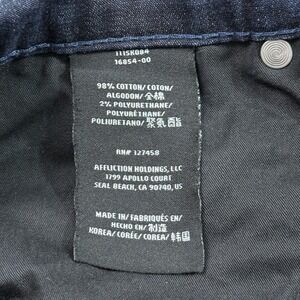 111SK084
16854-00
98% COTTON/COTON/
ALGODON/全棉
2% POLYURETHANE/
POLYURÉTHANE/
POLIURETANO/聚氨酯
RN# 127458
AFFLICTION HOLDINGS, LLC
1799 APOLLO COURT
SEAL BEACH, CA 90740, US
MADE IN/ FABRIQUÉS EN/
HECHO EN/制造
KOREA/ CORÉE/ COREA/韩国